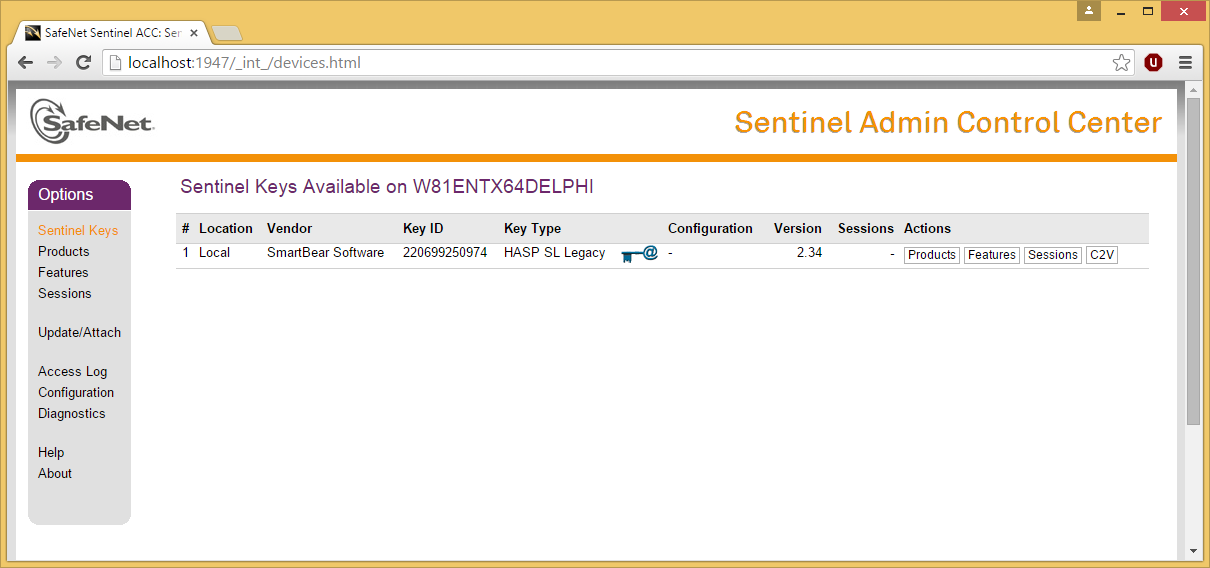 SafeNet Sentinel ACC: Ser
localhost:1947/_int_/devices.html
SafeNet.
Sentinel Admin Control Center
Options
Sentinel Keys
Products
Features
Sessions
Update/Attach
Access Log
Configuration
Diagnostics
Help
About
Sentinel Keys Available on W81ENTX64DELPHI
# Location Vendor Key ID Key Type Configuration Version Sessions Actions
1 Local SmartBear Software 220699250974 HASP SL Legacy - 2.34 - Products Features Sessions C2V